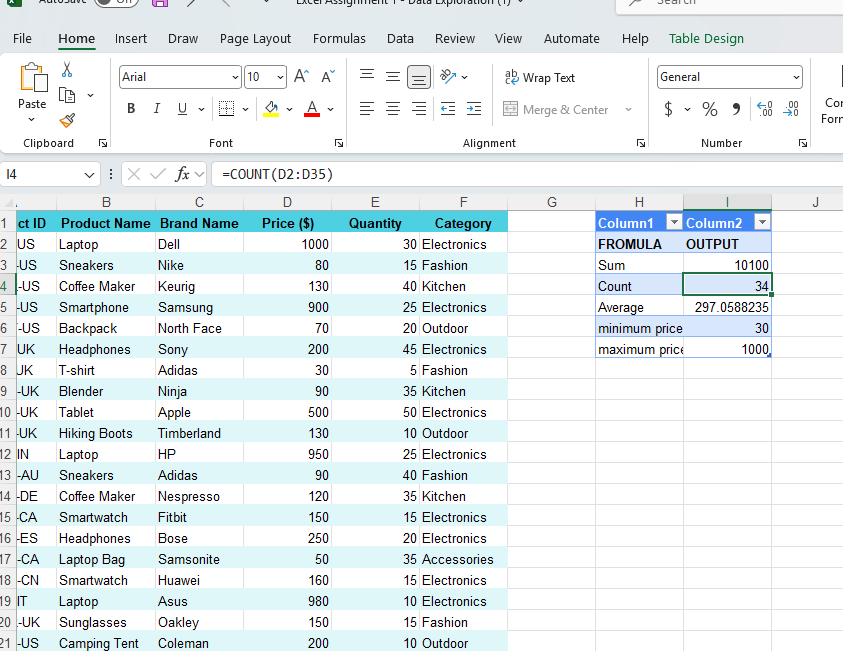 AutoSave Off Excel Assignment 1 - Data Exploration (1) Search
File Home Insert Draw Page Layout Formulas Data Review View Automate Help Table Design
Arial 10 A A ab Wrap Text General
Paste B I U A Merge & Center $ % 9 .00 .00
Clipboard Font Alignment Number
I4 fx =COUNT(D2:D35)
B C D E F G H I J
1 ct ID Product Name Brand Name Price ($) Quantity Category Column1 Column2
2 US Laptop Dell 1000 30 Electronics FROMULA OUTPUT
3 -US Sneakers Nike 80 15 Fashion Sum 10100
4 -US Coffee Maker Keurig 130 40 Kitchen Count 34
5 -US Smartphone Samsung 900 25 Electronics Average 297.0588235
6 -US Backpack North Face 70 20 Outdoor minimum price 30
7 UK Headphones Sony 200 45 Electronics maximum price 1000
8 UK T-shirt Adidas 30 5 Fashion
9 -UK Blender Ninja 90 35 Kitchen
10 -UK Tablet Apple 500 50 Electronics
11 -UK Hiking Boots Timberland 130 10 Outdoor
12 IN Laptop HP 950 25 Electronics
13 -AU Sneakers Adidas 90 40 Fashion
14 -DE Coffee Maker Nespresso 120 35 Kitchen
15 -CA Smartwatch Fitbit 150 15 Electronics
16 -ES Headphones Bose 250 20 Electronics
17 -CA Laptop Bag Samsonite 50 35 Accessories
18 -CN Smartwatch Huawei 160 15 Electronics
19 IT Laptop Asus 980 10 Electronics
20 -UK Sunglasses Oakley 150 15 Fashion
21 -US Camping Tent Coleman 200 10 Outdoor